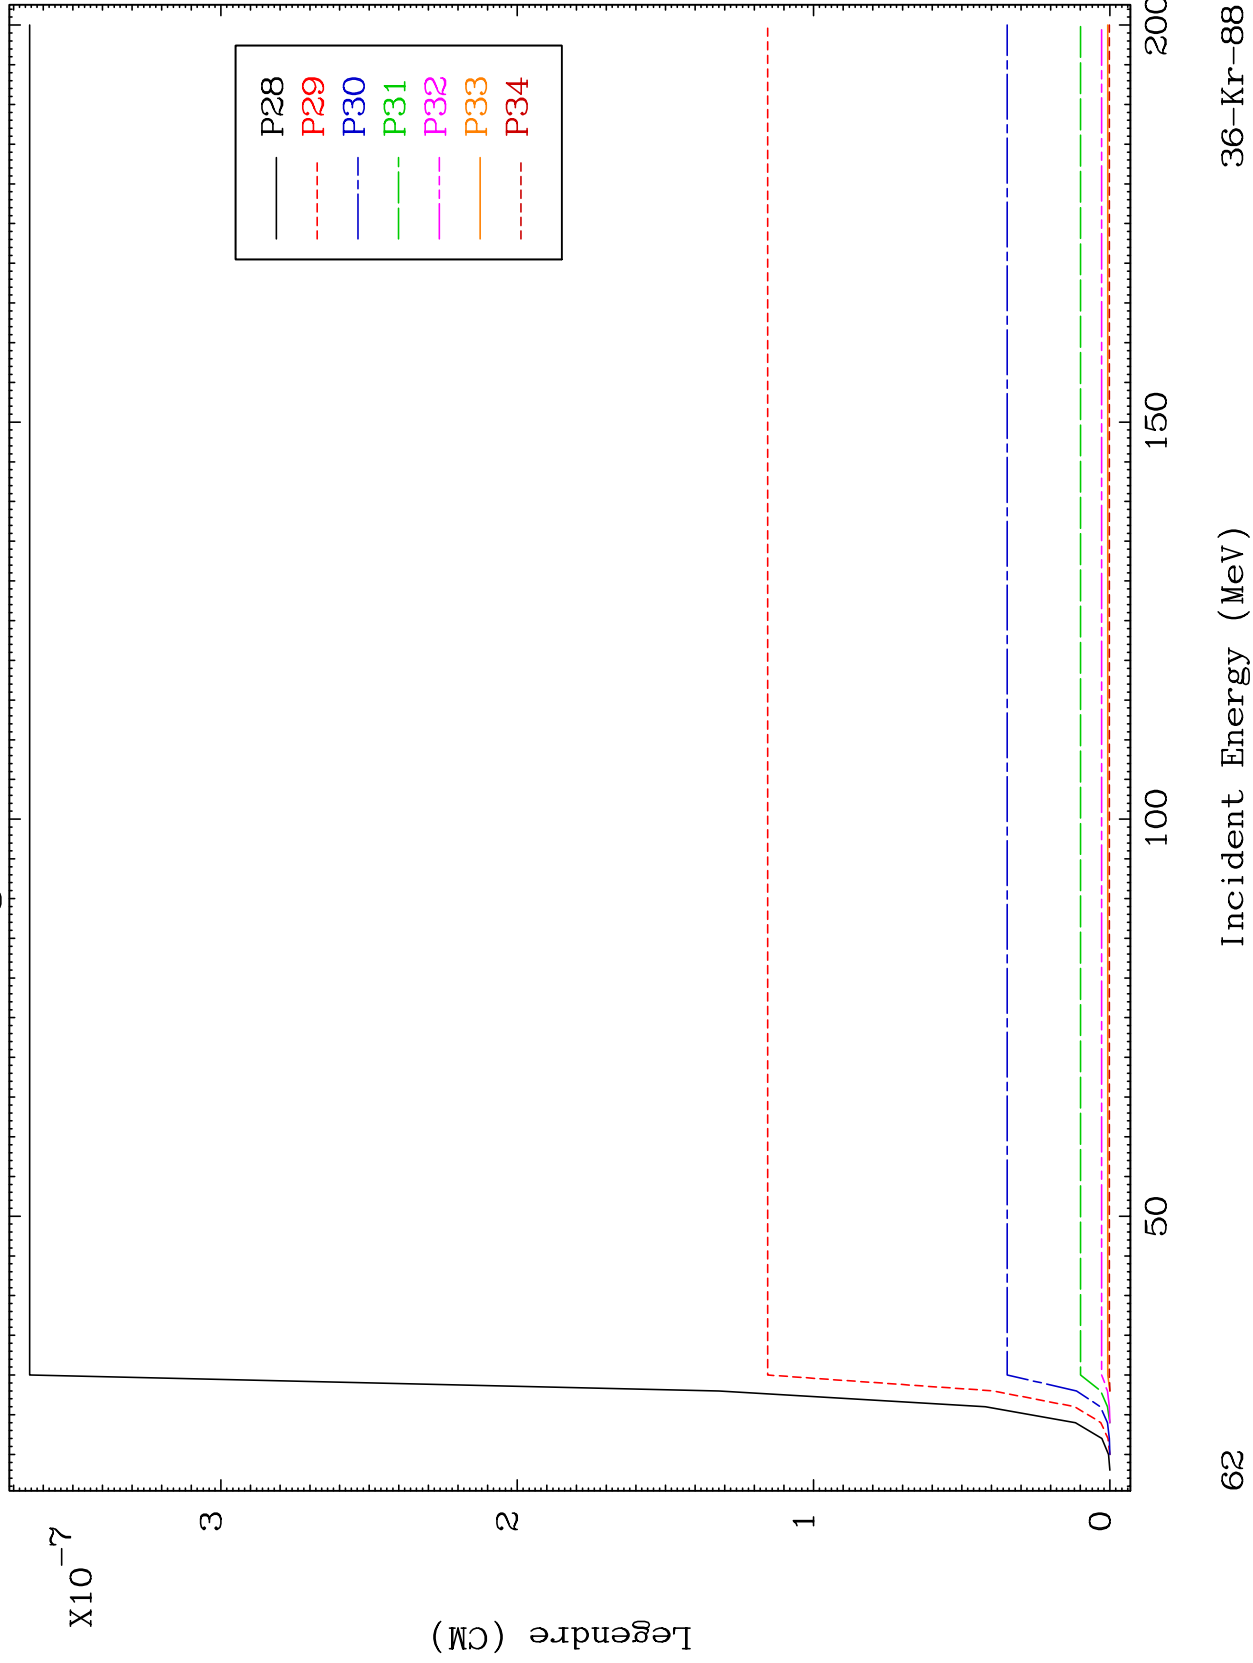 X10-7
3
2
1
0
Legendre (CM)
P28
P29
P30
P31
P32
P33
P34
50
100
150
200
62
Incident Energy (MeV)
36-Kr-88